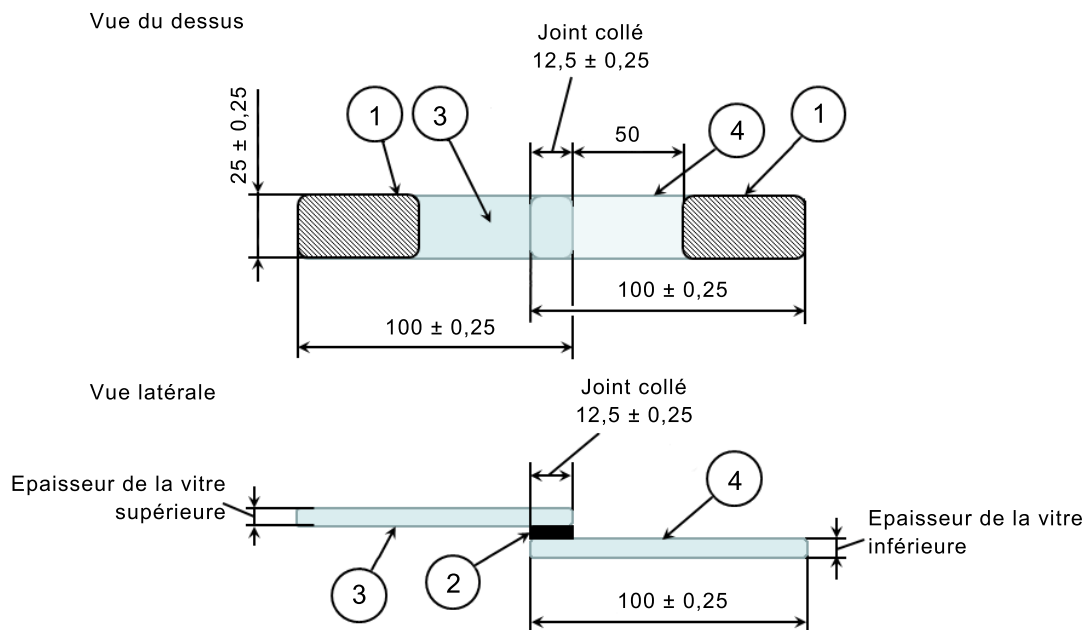 Vue du dessus
Joint collé
12,5 ± 0,25
25 ± 0,25
1
3
50
4
1
100 ± 0,25
100 ± 0,25
Vue latérale
Joint collé
12,5 ± 0,25
Epaisseur de la vitre
supérieure
4
Epaisseur de la vitre
inférieure
3
2
100 ± 0,25